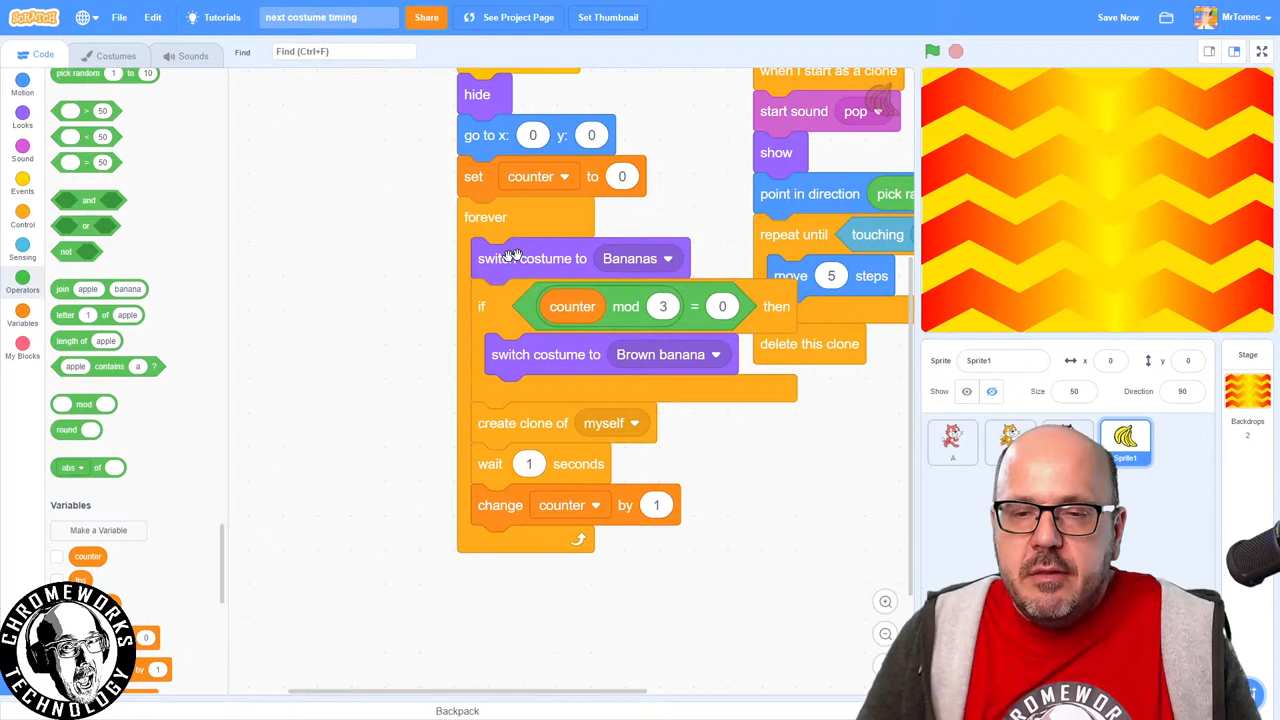 SCRATCH
File
Edit
Tutorials
next costume timing
Share
See Project Page
Set Thumbnail
Save Now
MrTomec
Code
Costumes
Sounds
Find
Find (Ctrl+F)
Motion
Looks
Sound
Events
Control
Sensing
Operators
Variables
My Blocks
pick random 1 to 10
> 50
< 50
= 50
and
or
not
join apple banana
letter 1 of apple
length of apple
apple contains a ?
mod
round
abs of
Variables
Make a Variable
counter
0
by 1
hide
go to x: 0 y: 0
set counter to 0
forever
switch costume to Bananas
if counter mod 3 = 0 then
switch costume to Brown banana
create clone of myself
wait 1 seconds
change counter by 1
when I start as a clone
start sound pop
show
point in direction pick ra
repeat until touching
move 5 steps
delete this clone
Sprite Sprite1 x 0 y 0
Show Size 50 Direction 90
A
Sprite1
Stage
Backdrops
2
Backpack
CHROMEWORKS
TECHNOLOGY
CHROMEWORKS